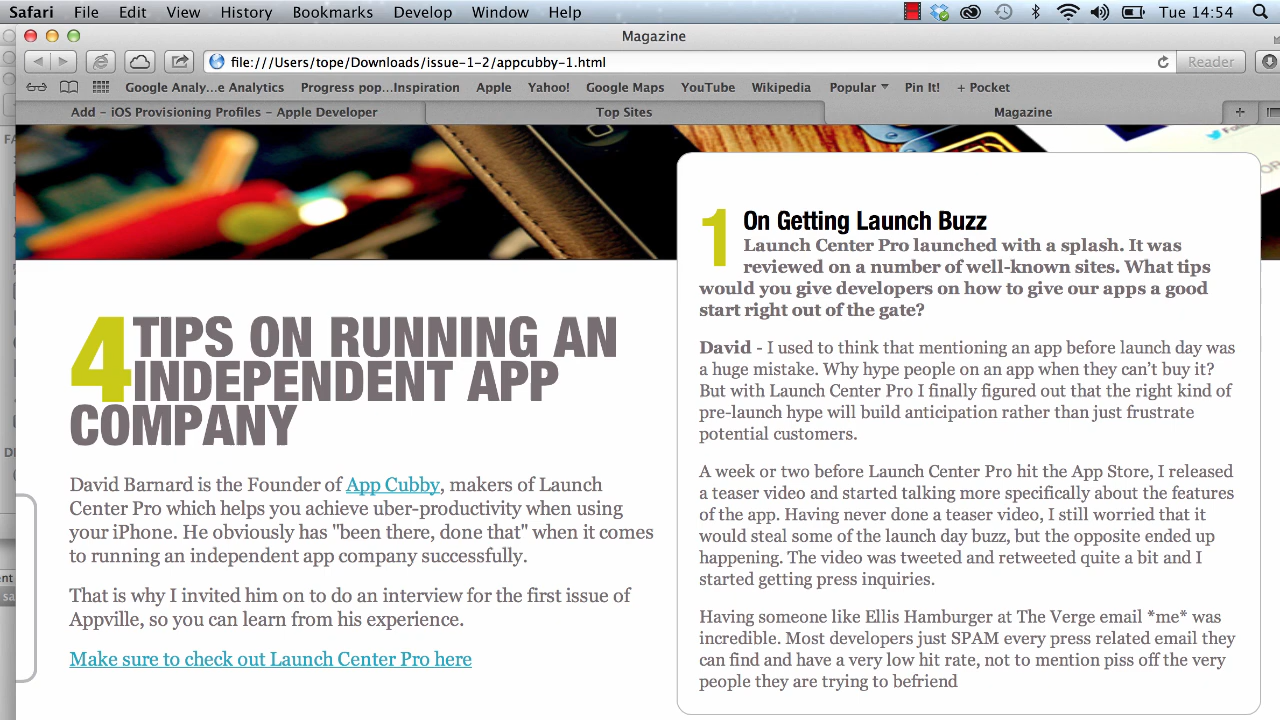 Safari File Edit View History Bookmarks Develop Window Help Tue 14:54
Magazine
file:///Users/tope/Downloads/issue-1-2/appcubby-1.html Reader
Google Analy...e Analytics Progress pop...Inspiration Apple Yahoo! Google Maps YouTube Wikipedia Popular Pin It! + Pocket
Add - iOS Provisioning Profiles - Apple Developer Top Sites Magazine
4 TIPS ON RUNNING AN
INDEPENDENT APP
COMPANY
David Barnard is the Founder of App Cubby, makers of Launch
Center Pro which helps you achieve uber-productivity when using
your iPhone. He obviously has "been there, done that" when it comes
to running an independent app company successfully.
That is why I invited him on to do an interview for the first issue of
Appville, so you can learn from his experience.
Make sure to check out Launch Center Pro here
1 On Getting Launch Buzz
Launch Center Pro launched with a splash. It was
reviewed on a number of well-known sites. What tips
would you give developers on how to give our apps a good
start right out of the gate?
David - I used to think that mentioning an app before launch day was
a huge mistake. Why hype people on an app when they can't buy it?
But with Launch Center Pro I finally figured out that the right kind of
pre-launch hype will build anticipation rather than just frustrate
potential customers.
A week or two before Launch Center Pro hit the App Store, I released
a teaser video and started talking more specifically about the features
of the app. Having never done a teaser video, I still worried that it
would steal some of the launch day buzz, but the opposite ended up
happening. The video was tweeted and retweeted quite a bit and I
started getting press inquiries.
Having someone like Ellis Hamburger at The Verge email *me* was
incredible. Most developers just SPAM every press related email they
can find and have a very low hit rate, not to mention piss off the very
people they are trying to befriend